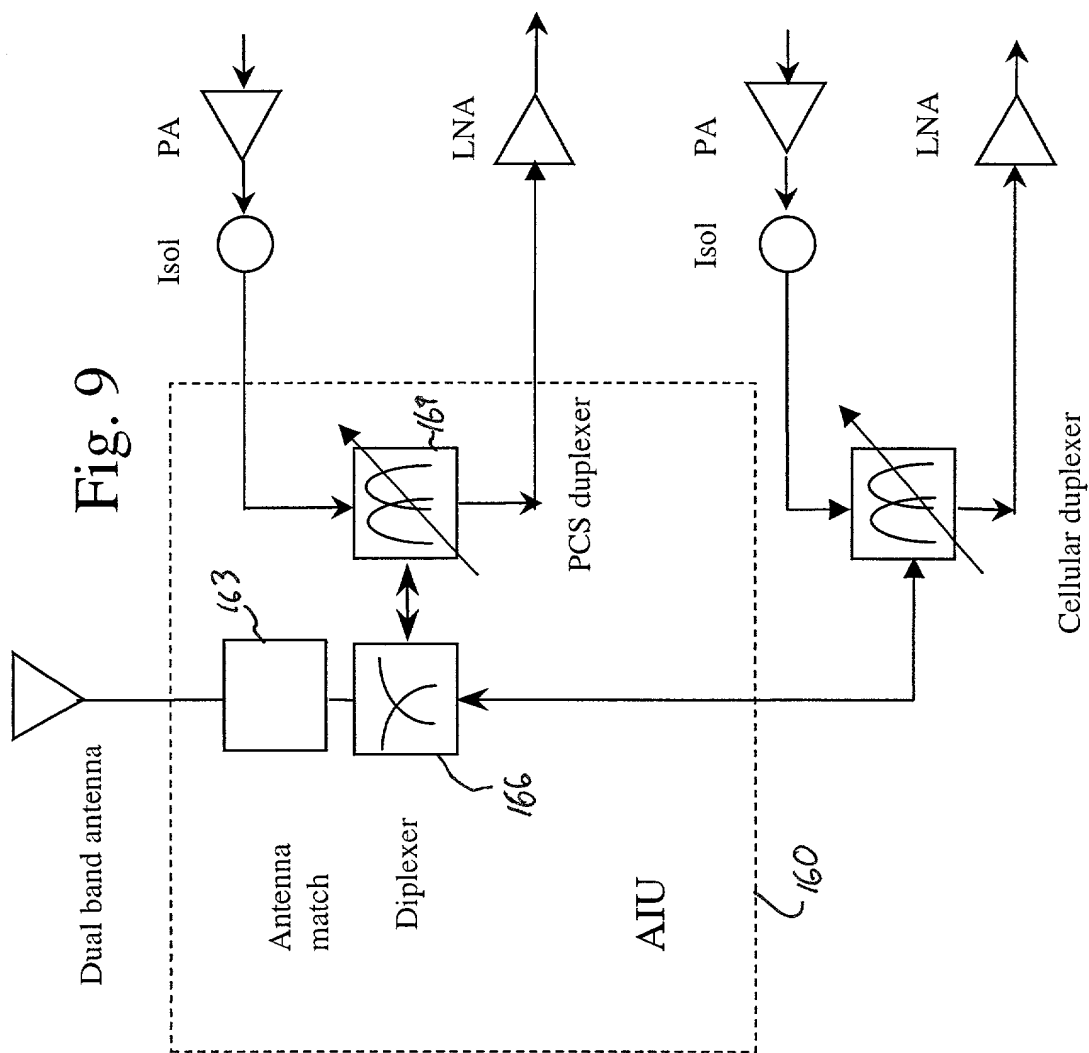 Fig. 9
Dual band antenna
Isol
PA
163
Antenna
match
Diplexer
166
169
LNA
PCS duplexer
AIU
Isol
PA
160
LNA
Cellular duplexer